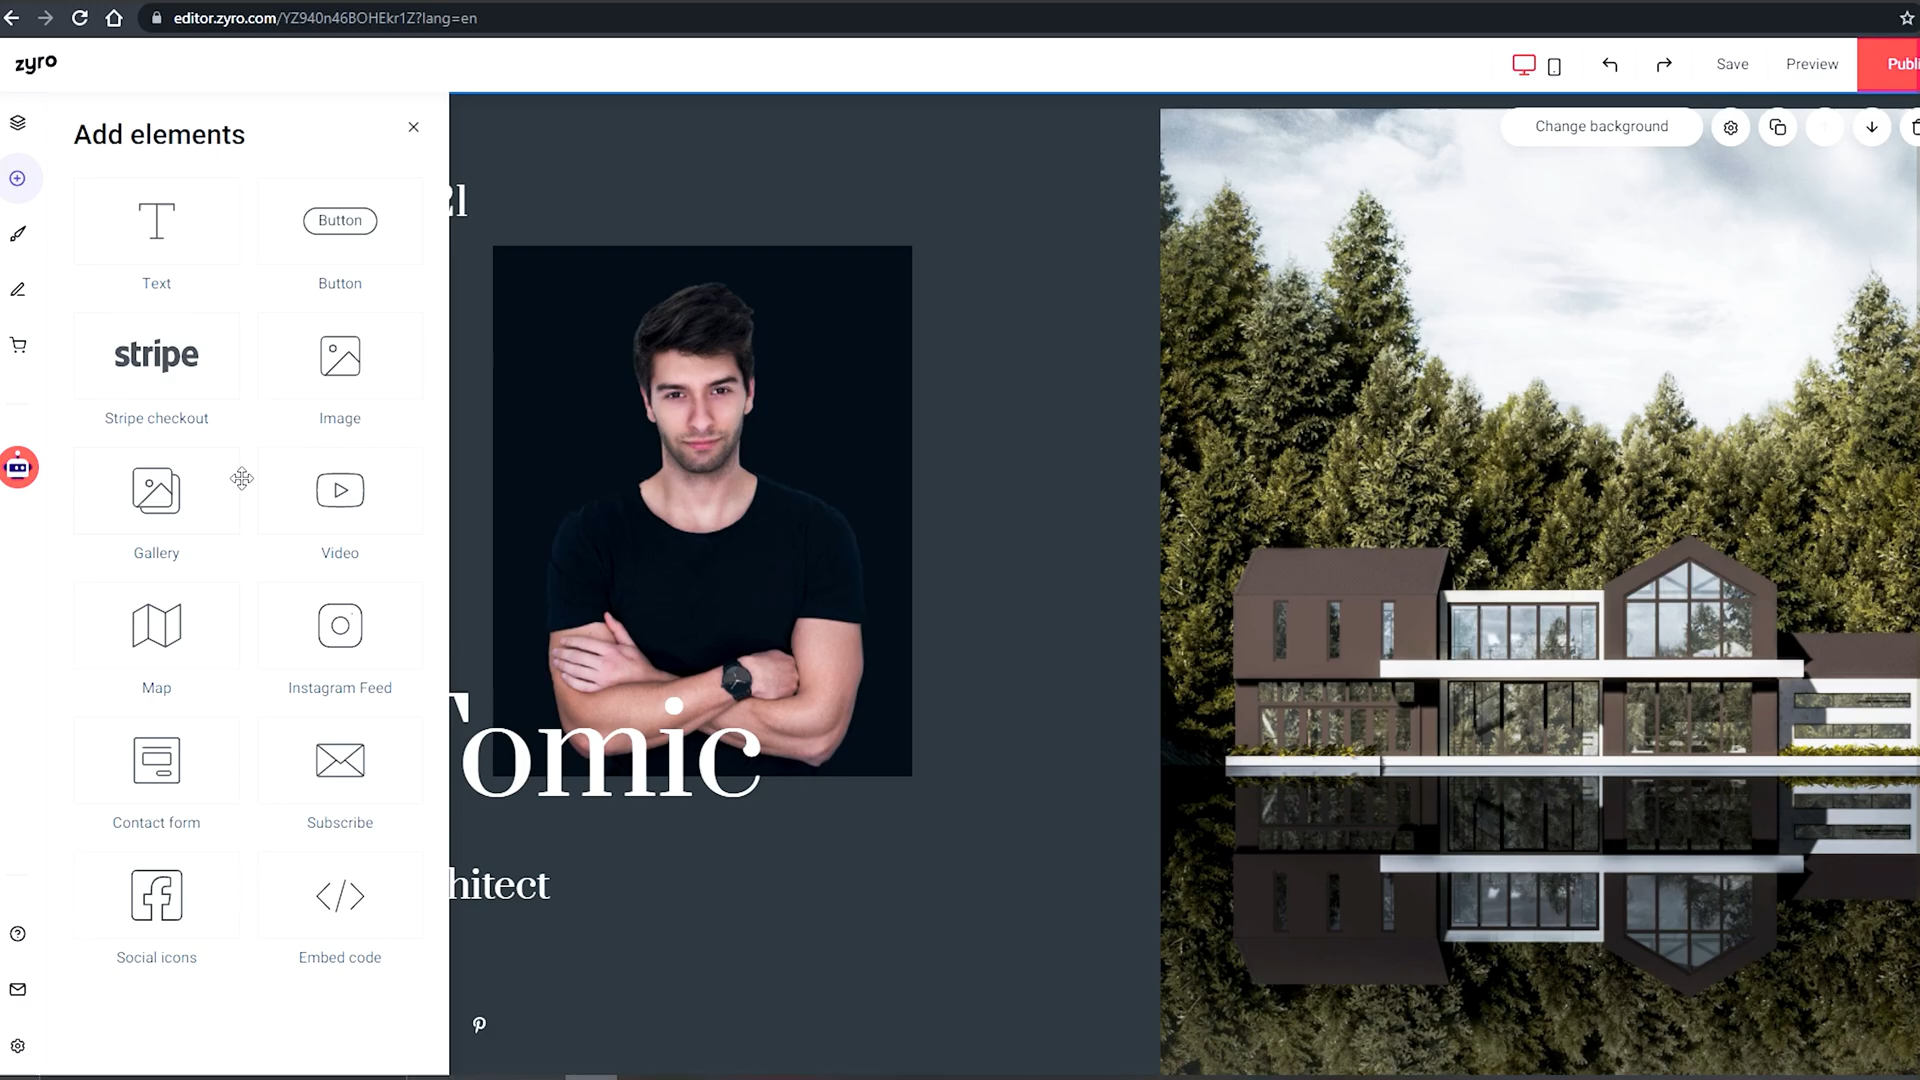 editor.zyro.com/YZ940n46BOHEkr1Z?lang=en
zyro
Save
Preview
Publi
Add elements
Change background
Button
Text
Button
stripe
Stripe checkout
Image
Gallery
Video
Map
Instagram Feed
Tomic
Contact form
Subscribe
hitect
Social icons
Embed code